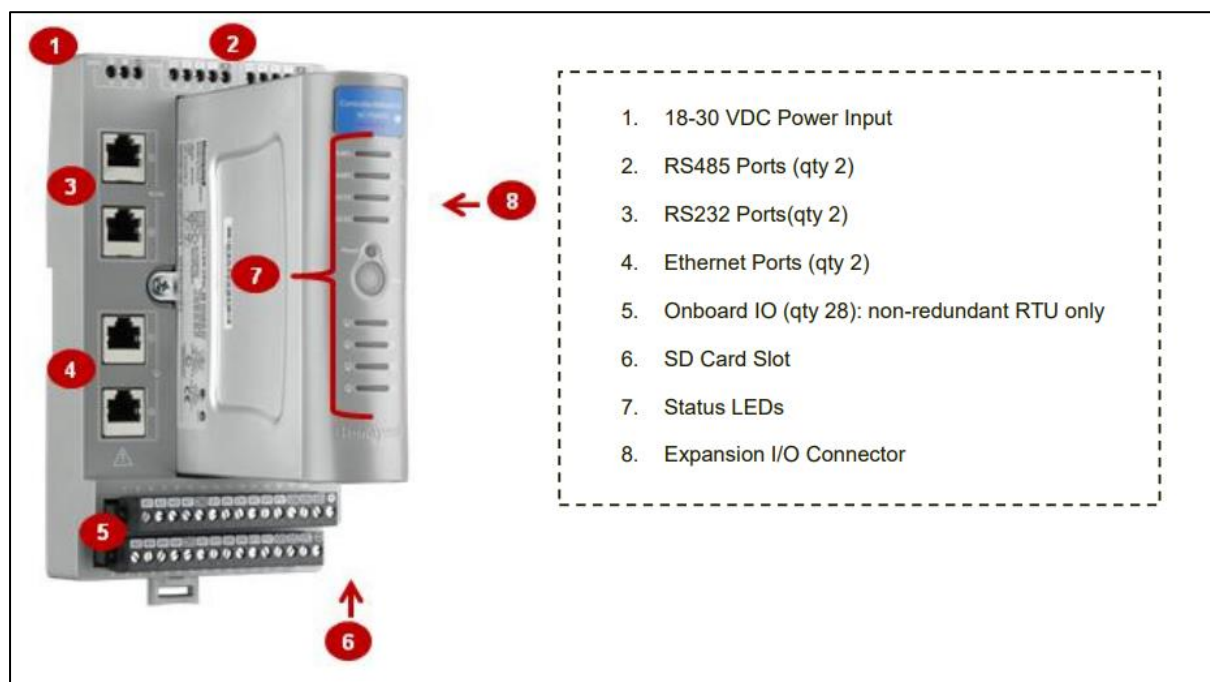 1
2
3
4
5
6
7
8
1. 18-30 VDC Power Input
2. RS485 Ports (qty 2)
3. RS232 Ports(qty 2)
4. Ethernet Ports (qty 2)
5. Onboard IO (qty 28): non-redundant RTU only
6. SD Card Slot
7. Status LEDs
8. Expansion I/O Connector